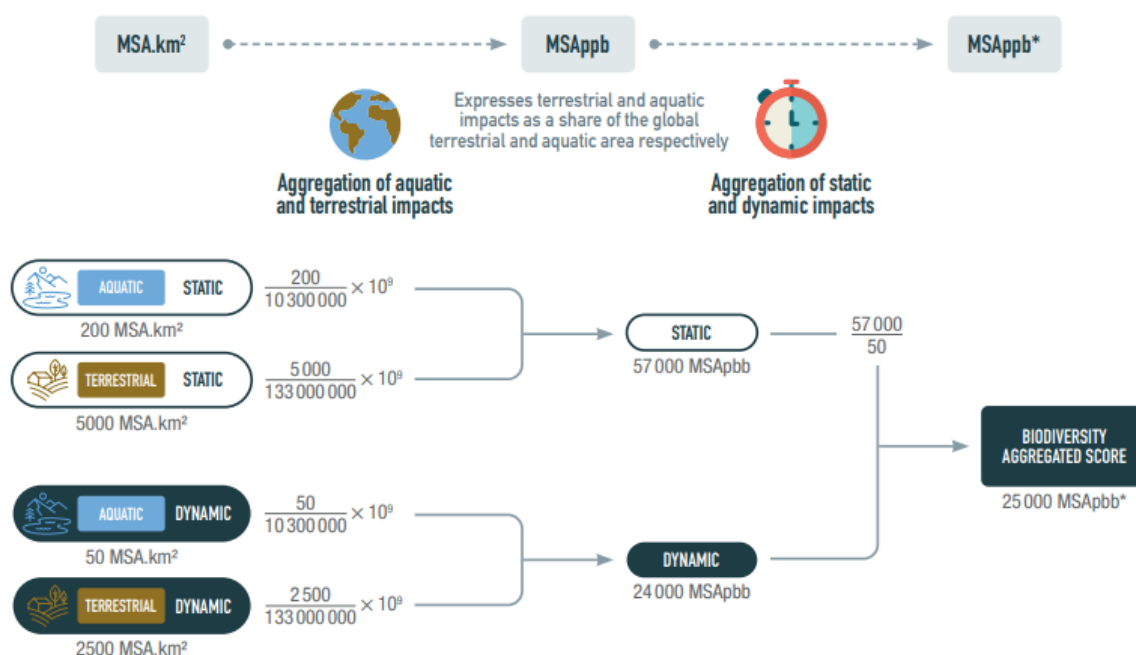 MSA.km²
MSAppb
MSAppb*
Expresses terrestrial and aquatic
impacts as a share of the global
terrestrial and aquatic area respectively
Aggregation of aquatic
and terrestrial impacts
Aggregation of static
and dynamic impacts
AQUATIC STATIC
200 MSA.km²
200
10 300 000
× 10⁹
TERRESTRIAL STATIC
5000 MSA.km²
5 000
133 000 000
× 10⁹
STATIC
57 000 MSApbb
57 000
50
AQUATIC DYNAMIC
50 MSA.km²
50
10 300 000
× 10⁹
TERRESTRIAL DYNAMIC
2500 MSA.km²
2 500
133 000 000
× 10⁹
DYNAMIC
24 000 MSApbb
BIODIVERSITY
AGGREGATED SCORE
25 000 MSApbb*